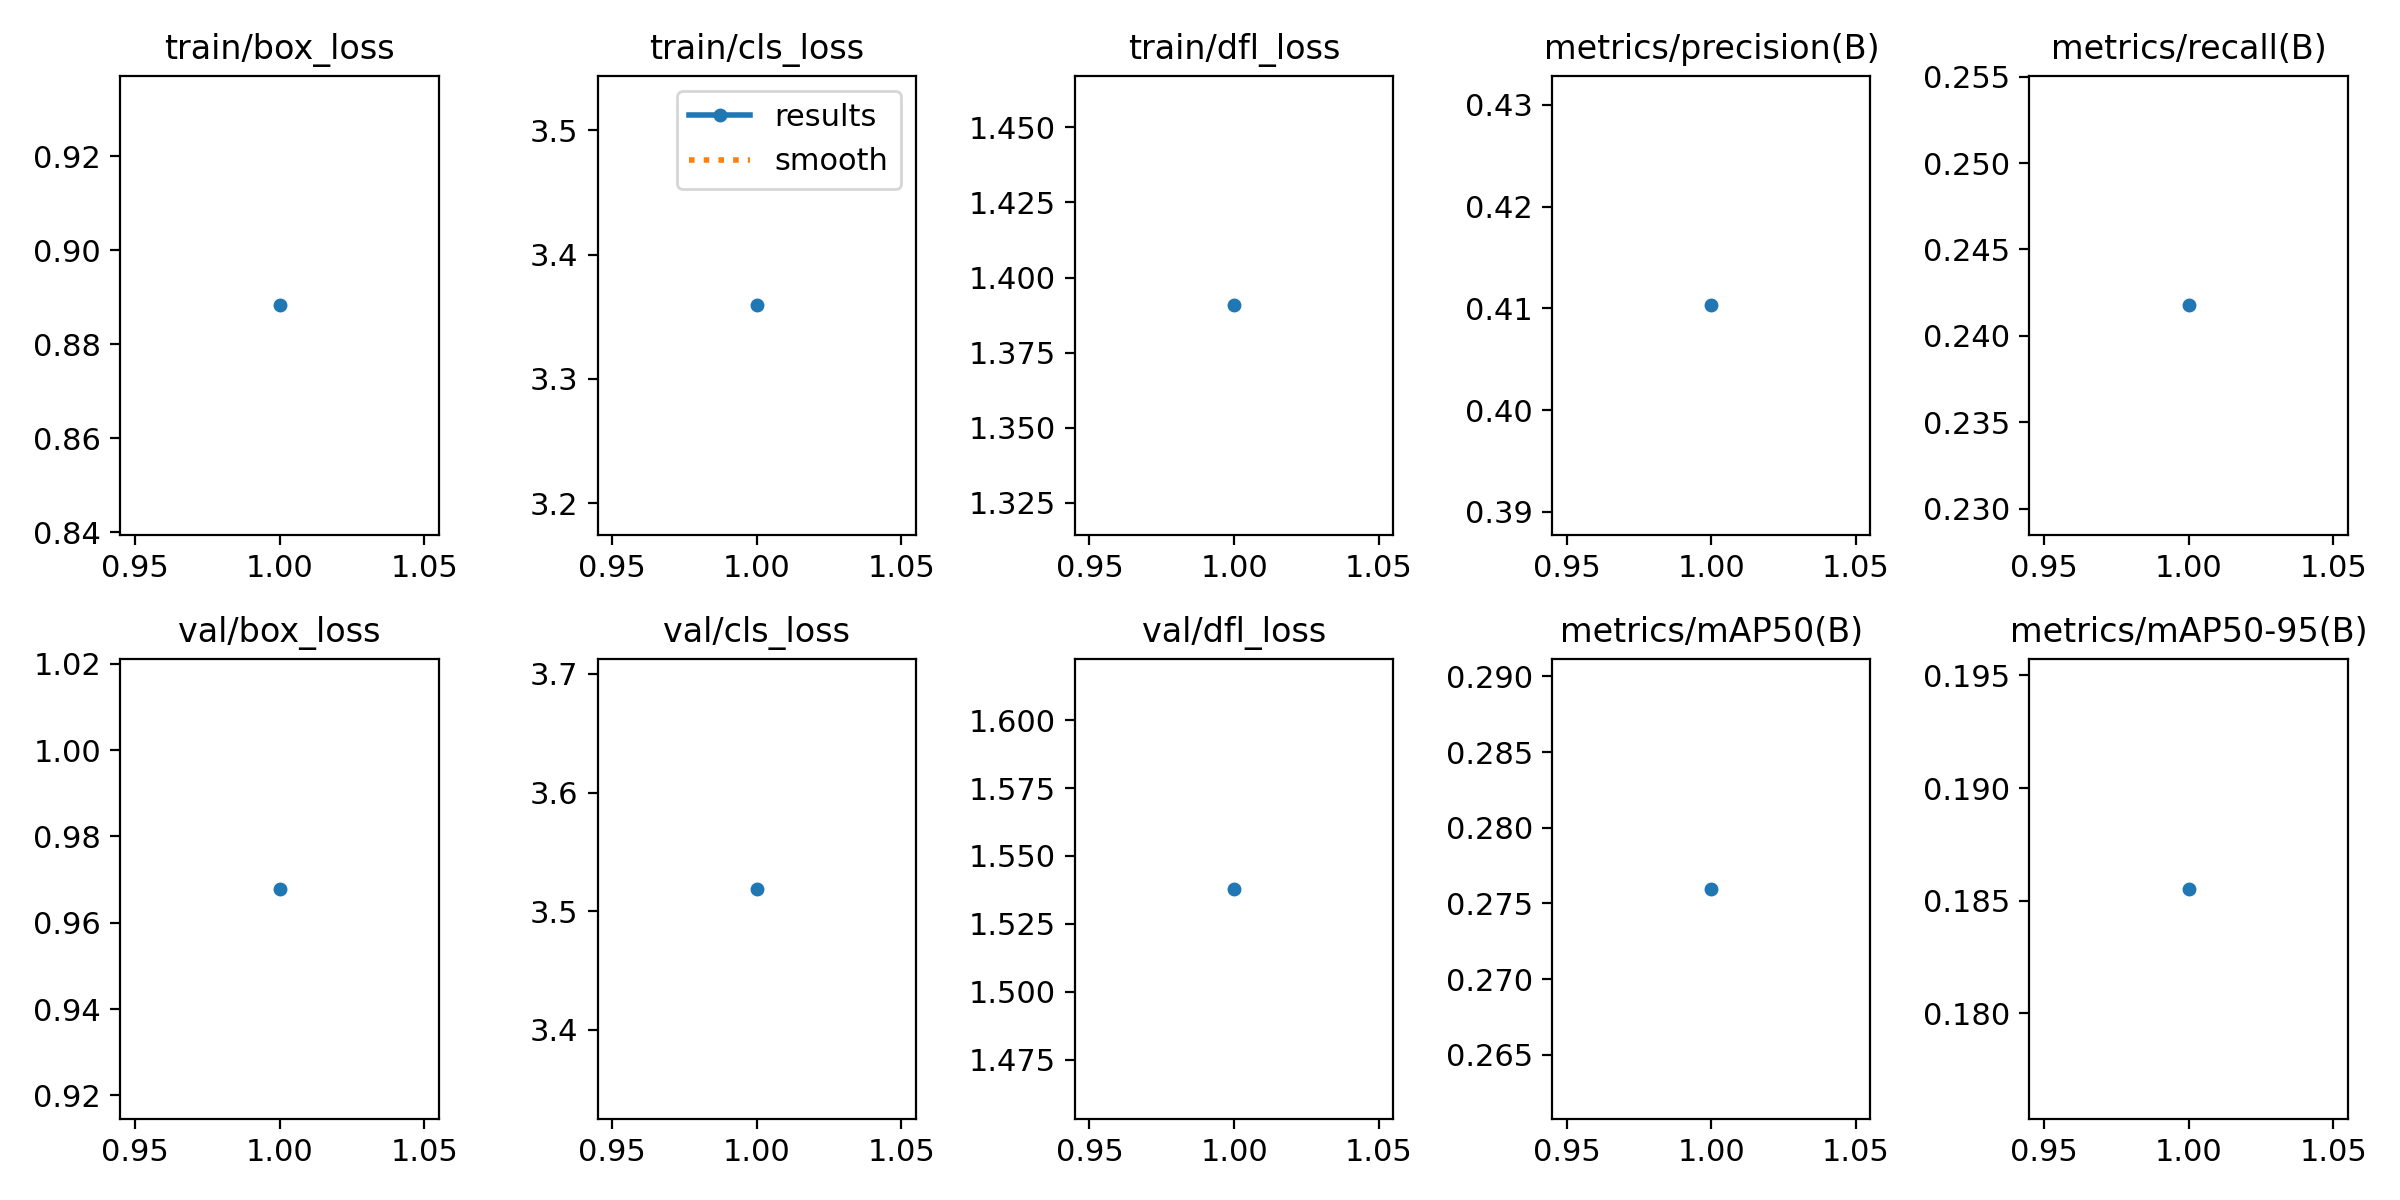 train/box_loss
0.92
0.90
0.88
0.86
0.84
0.95 1.00 1.05
train/cls_loss
results
smooth
3.5
3.4
3.3
3.2
0.95 1.00 1.05
train/dfl_loss
1.450
1.425
1.400
1.375
1.350
1.325
0.95 1.00 1.05
metrics/precision(B)
0.43
0.42
0.41
0.40
0.39
0.95 1.00 1.05
metrics/recall(B)
0.255
0.250
0.245
0.240
0.235
0.230
0.95 1.00 1.05
val/box_loss
1.02
1.00
0.98
0.96
0.94
0.92
0.95 1.00 1.05
val/cls_loss
3.7
3.6
3.5
3.4
0.95 1.00 1.05
val/dfl_loss
1.600
1.575
1.550
1.525
1.500
1.475
0.95 1.00 1.05
metrics/mAP50(B)
0.290
0.285
0.280
0.275
0.270
0.265
0.95 1.00 1.05
metrics/mAP50-95(B)
0.195
0.190
0.185
0.180
0.95 1.00 1.05